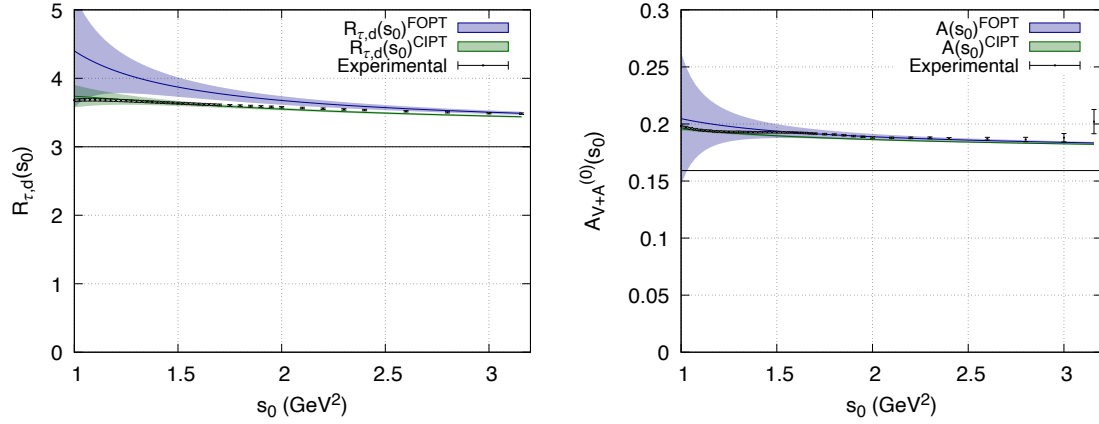 5
4
3
2
1
0
R_{τ,d}(s_0)
R_{τ,d}(s_0)^{FOPT}
R_{τ,d}(s_0)^{CIPT}
Experimental
1 1.5 2 2.5 3
s_0 (GeV^2)
0.3
0.25
0.2
0.15
0.1
0.05
0
A_{V+A}^{(0)}(s_0)
A(s_0)^{FOPT}
A(s_0)^{CIPT}
Experimental
1 1.5 2 2.5 3
s_0 (GeV^2)